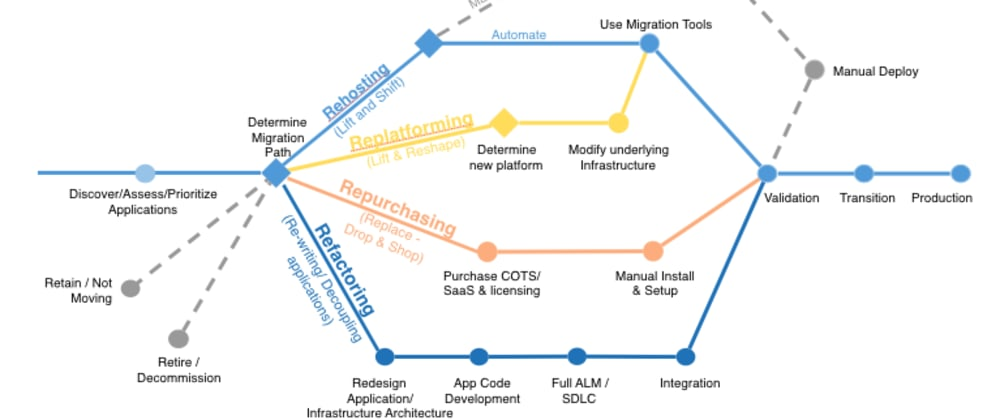 Use Migration Tools
Automate
Manual Deploy
Rehosting
(Lift and Shift)
Determine
Migration
Path
Replatforming
(Lift & Reshape)
Determine
new platform
Modify underlying
Infrastructure
Discover/Assess/Prioritize
Applications
Validation
Transition
Production
Repurchasing
(Replace -
Drop & Shop)
Purchase COTS/
SaaS & licensing
Manual Install
& Setup
Refactoring
(Re-writing/ Decoupling
applications)
Retain / Not
Moving
Retire /
Decommission
Redesign
Application/
Infrastructure Architecture
App Code
Development
Full ALM /
SDLC
Integration